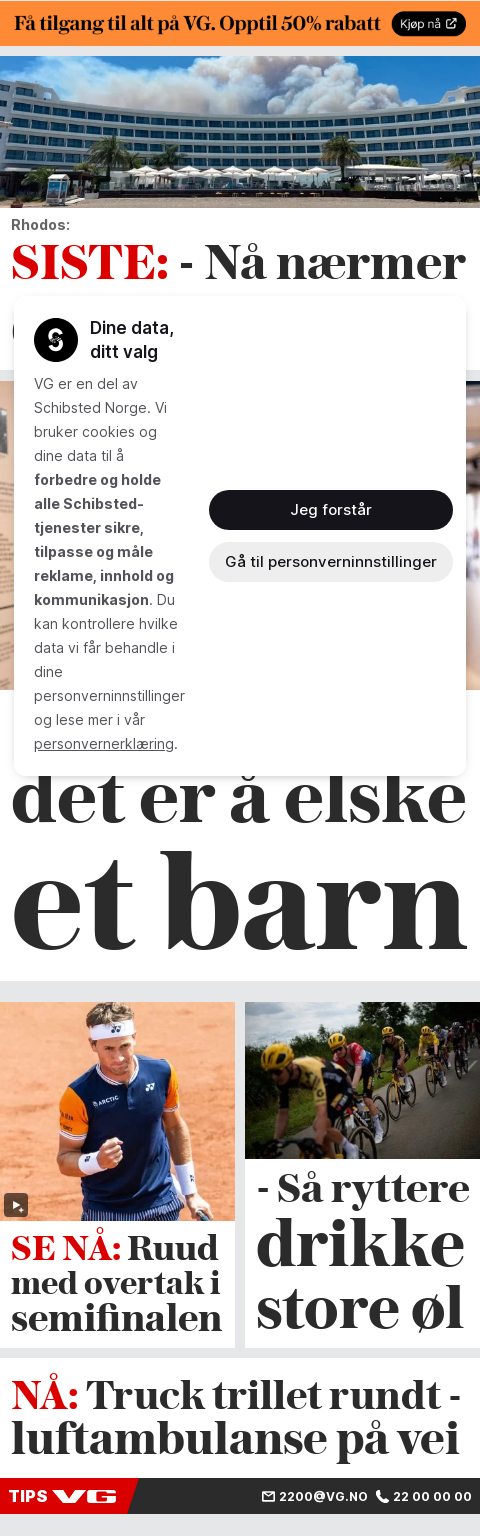 Få tilgang til alt på VG. Opptil 50% rabatt
Kjøp nå
Rhodos:
SISTE: - Nå nærmer
Dine data,
ditt valg
VG er en del av
Schibsted Norge. Vi
bruker cookies og
dine data til å
forbedre og holde
alle Schibsted-
tjenester sikre,
tilpasse og måle
reklame, innhold og
kommunikasjon. Du
kan kontrollere hvilke
data vi får behandle i
dine
personverninnstillinger
og lese mer i vår
personvernerklæring.
Jeg forstår
Gå til personverninnstillinger
det er å elske
et barn
ARCTIC
SE NÅ: Ruud
med overtak i
semifinalen
- Så ryttere
drikke
store øl
NÅ: Truck trillet rundt -
luftambulanse på vei
TIPS VG
2200@VG.NO
22 00 00 00